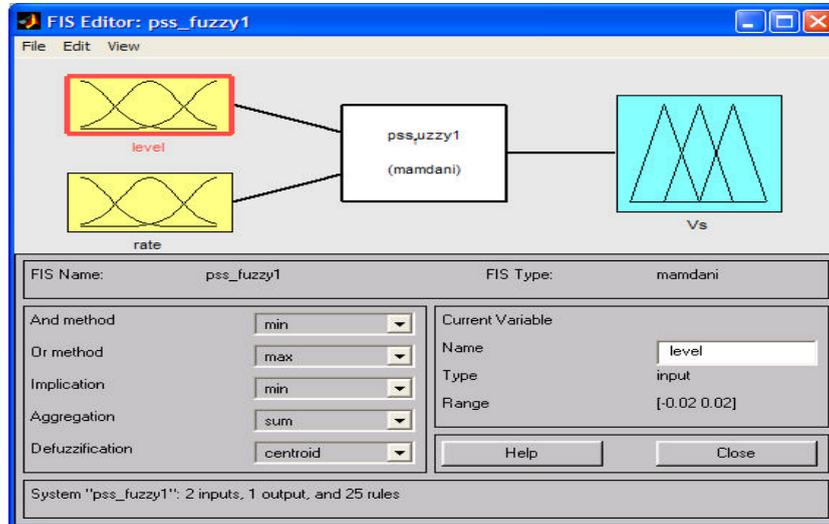 FIS Editor: pss_fuzzy1
File Edit View
level
rate
pssfuzzy1
(mamdani)
Vs
FIS Name: pss_fuzzy1 FIS Type: mamdani
And method min
Or method max
Implication min
Aggregation sum
Defuzzification centroid
Current Variable
Name level
Type input
Range [-0.02 0.02]
Help Close
System "pss_fuzzy1": 2 inputs, 1 output, and 25 rules